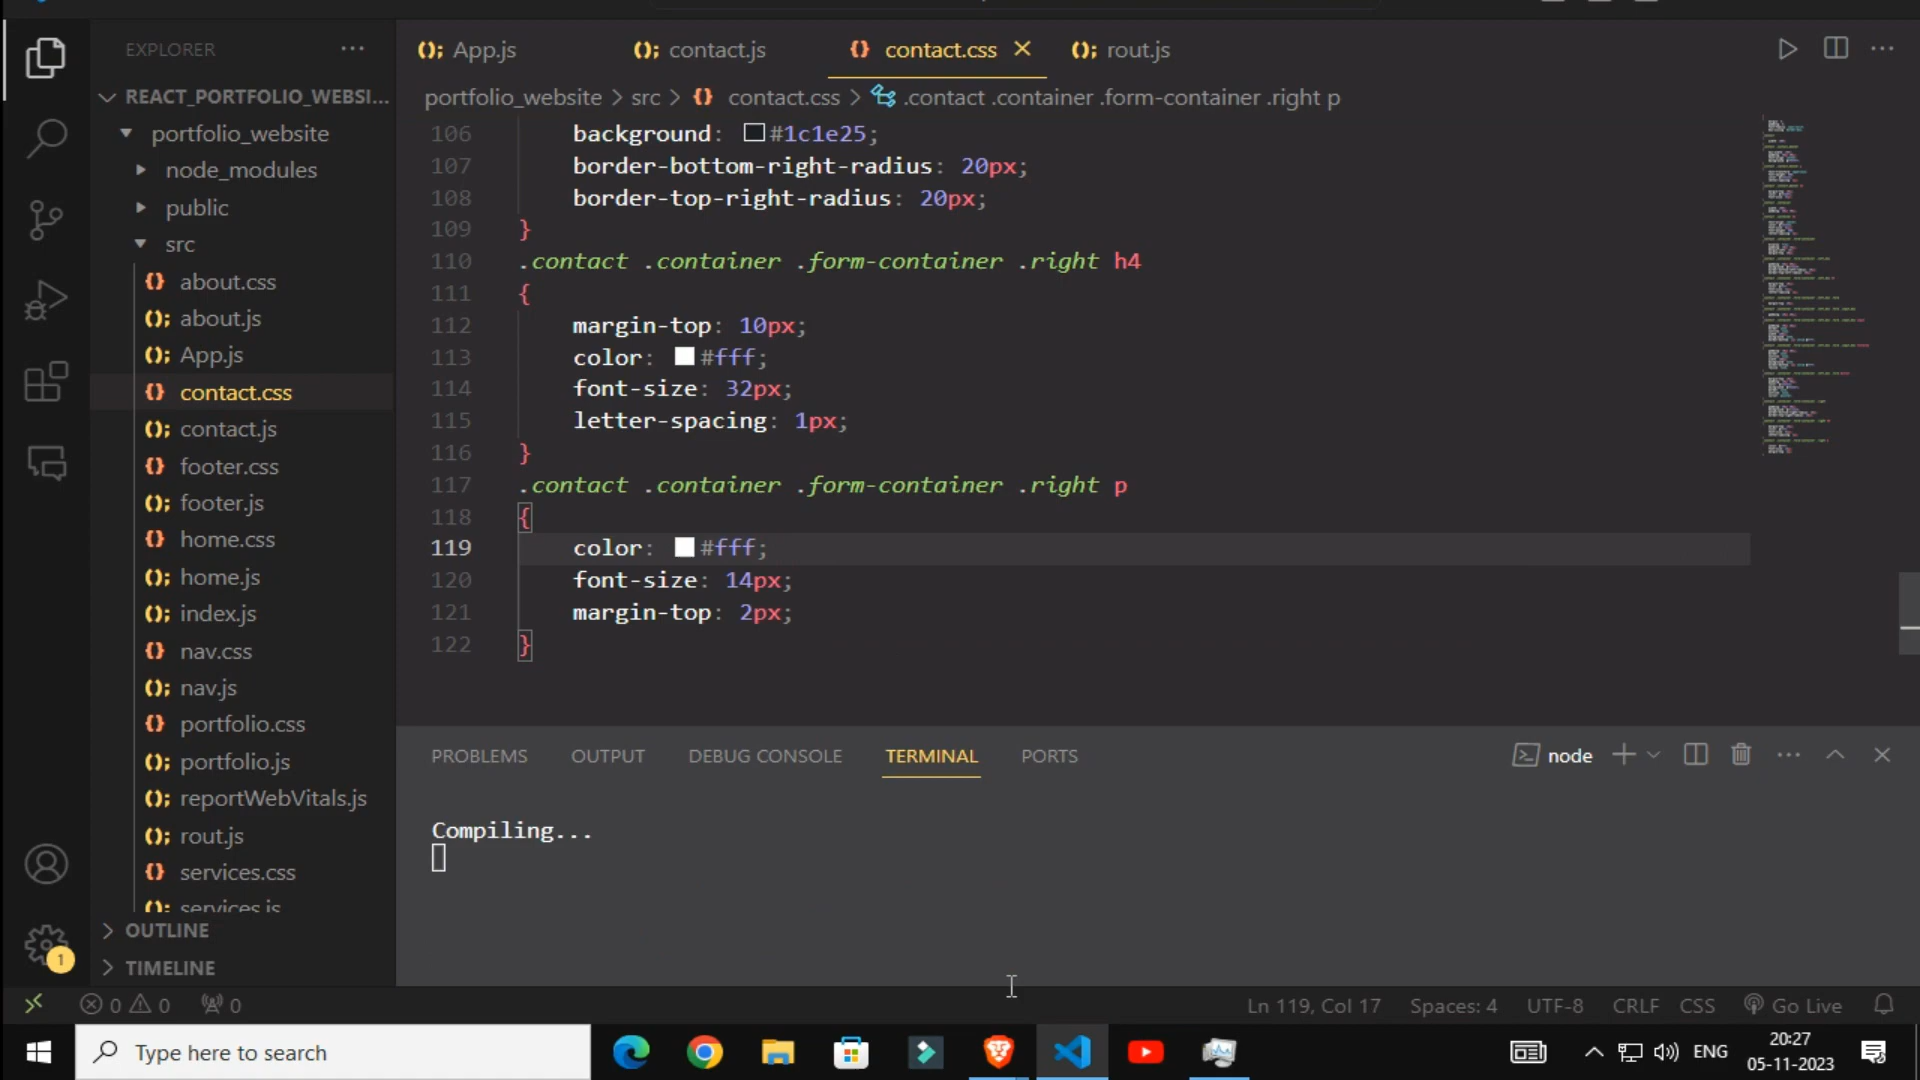 EXPLORER ...
REACT_PORTFOLIO_WEBSI...
portfolio_website
node_modules
public
src
about.css
about.js
App.js
contact.css
contact.js
footer.css
footer.js
home.css
home.js
index.js
nav.css
nav.js
portfolio.css
portfolio.js
reportWebVitals.js
rout.js
services.css
services.js
OUTLINE
TIMELINE
App.js contact.js contact.css rout.js
portfolio_website > src > {} contact.css > .contact .container .form-container .right p
106 background: #1c1e25;
107 border-bottom-right-radius: 20px;
108 border-top-right-radius: 20px;
109 }
110 .contact .container .form-container .right h4
111 {
112 margin-top: 10px;
113 color: #fff;
114 font-size: 32px;
115 letter-spacing: 1px;
116 }
117 .contact .container .form-container .right p
118 {
119 color: #fff;
120 font-size: 14px;
121 margin-top: 2px;
122 }
PROBLEMS OUTPUT DEBUG CONSOLE TERMINAL PORTS node
Compiling...
1
0 0 0 Ln 119, Col 17 Spaces: 4 UTF-8 CRLF CSS Go Live
Type here to search ENG 20:27
05-11-2023